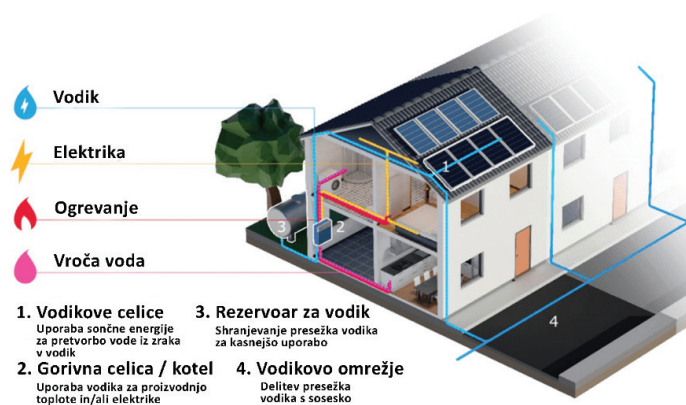 Vodik
Elektrika
Ogrevanje
Vroča voda
1
2
3
4
1. Vodikove celice
Uporaba sončne energije
za pretvorbo vode iz zraka
v vodik
2. Gorivna celica / kotel
Uporaba vodika za proizvodnjo
toplote in/ali elektrike
3. Rezervoar za vodik
Shranjevanje presežka vodika
za kasnejšo uporabo
4. Vodikovo omrežje
Delitev presežka
vodika s sosesko